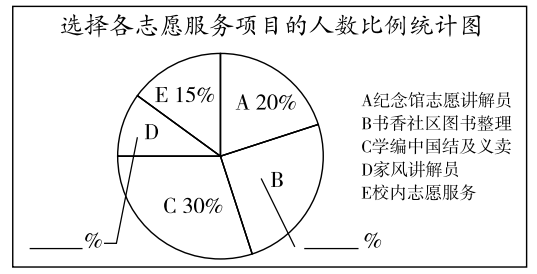 选择各志愿服务项目的人数比例统计图
E 15%
A 20%
D
B
C 30%
A纪念馆志愿讲解员
B书香社区图书整理
C学编中国结及义卖
D家风讲解员
E校内志愿服务
_____%
_____%